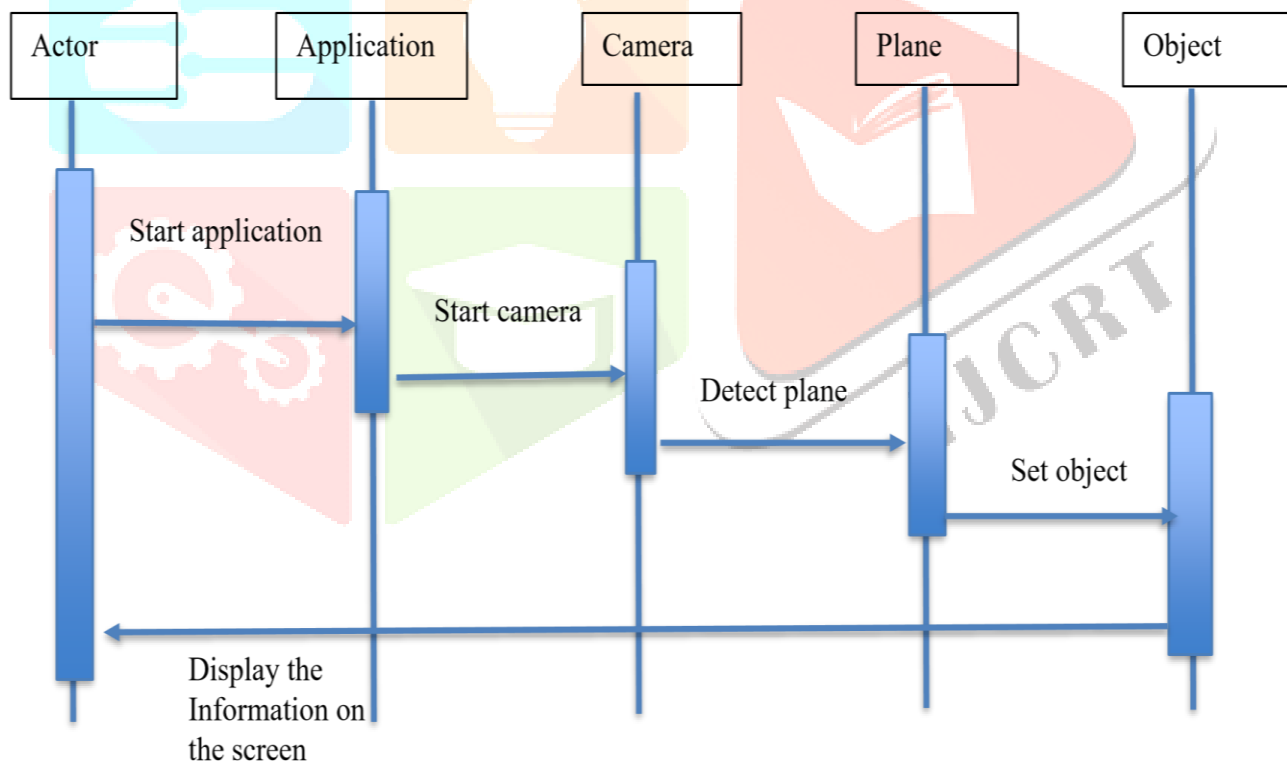 Actor
Application
Camera
Plane
Object
Start application
Start camera
Detect plane
Set object
Display the
Information on
the screen
JCRT